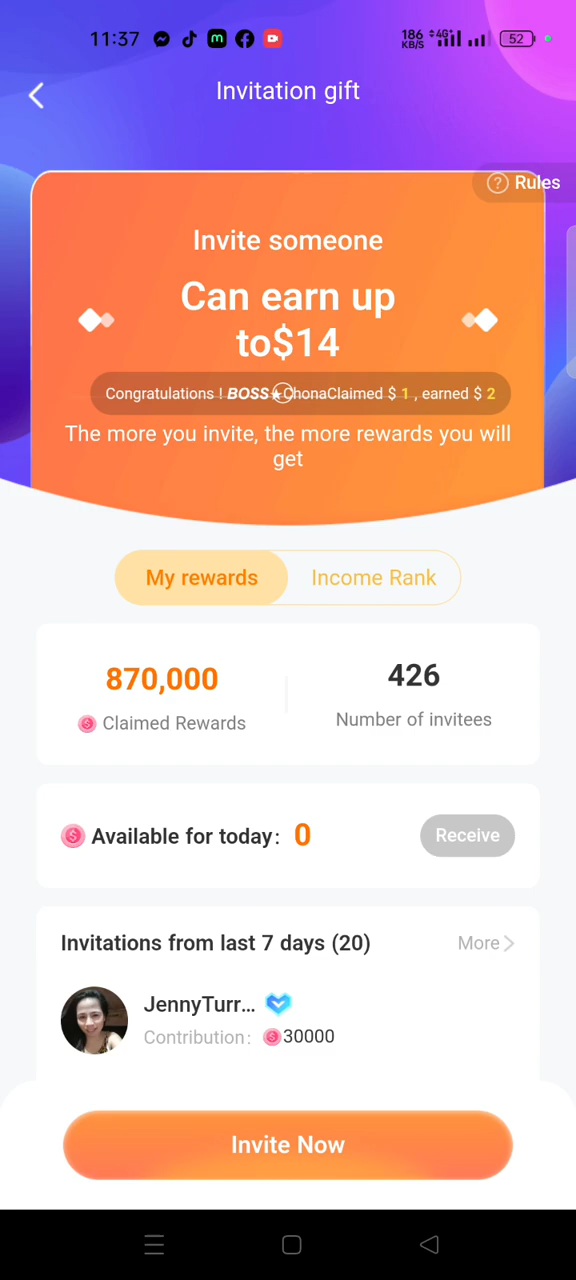 11:37
186
KB/S
4G+
52
Invitation gift
Rules
Invite someone
Can earn up
to$14
Congratulations ! BOSS★ChonaClaimed $ 1 , earned $ 2
The more you invite, the more rewards you will
get
My rewards
Income Rank
870,000
Claimed Rewards
426
Number of invitees
Available for today: 0
Receive
Invitations from last 7 days (20)
More
JennyTurr...
Contribution: 30000
Invite Now